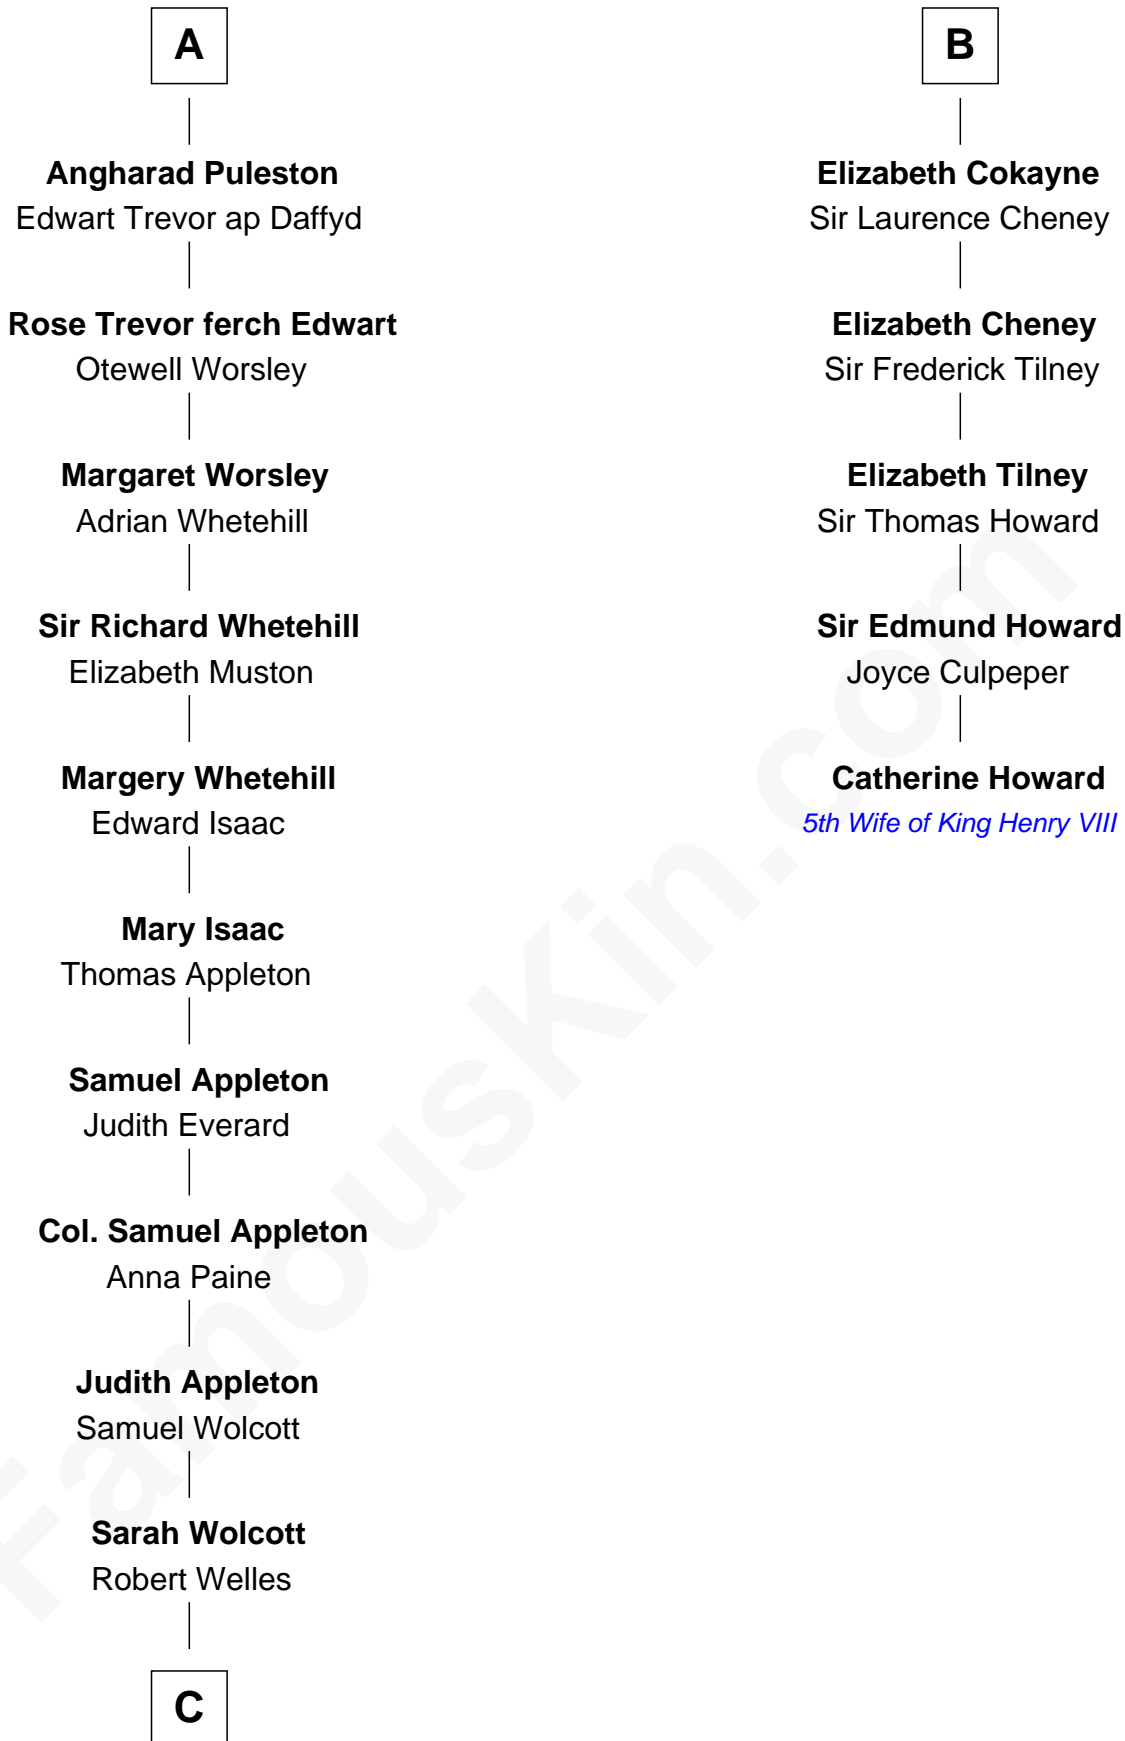 A
Angharad Puleston
Edwart Trevor ap Daffyd
Rose Trevor ferch Edwart
Otewell Worsley
Margaret Worsley
Adrian Whetehill
Sir Richard Whetehill
Elizabeth Muston
Margery Whetehill
Edward Isaac
Mary Isaac
Thomas Appleton
Samuel Appleton
Judith Everard
Col. Samuel Appleton
Anna Paine
Judith Appleton
Samuel Wolcott
Sarah Wolcott
Robert Welles
C
B
Elizabeth Cokayne
Sir Laurence Cheney
Elizabeth Cheney
Sir Frederick Tilney
Elizabeth Tilney
Sir Thomas Howard
Sir Edmund Howard
Joyce Culpeper
Catherine Howard
5th Wife of King Henry VIII
FamousKin.com